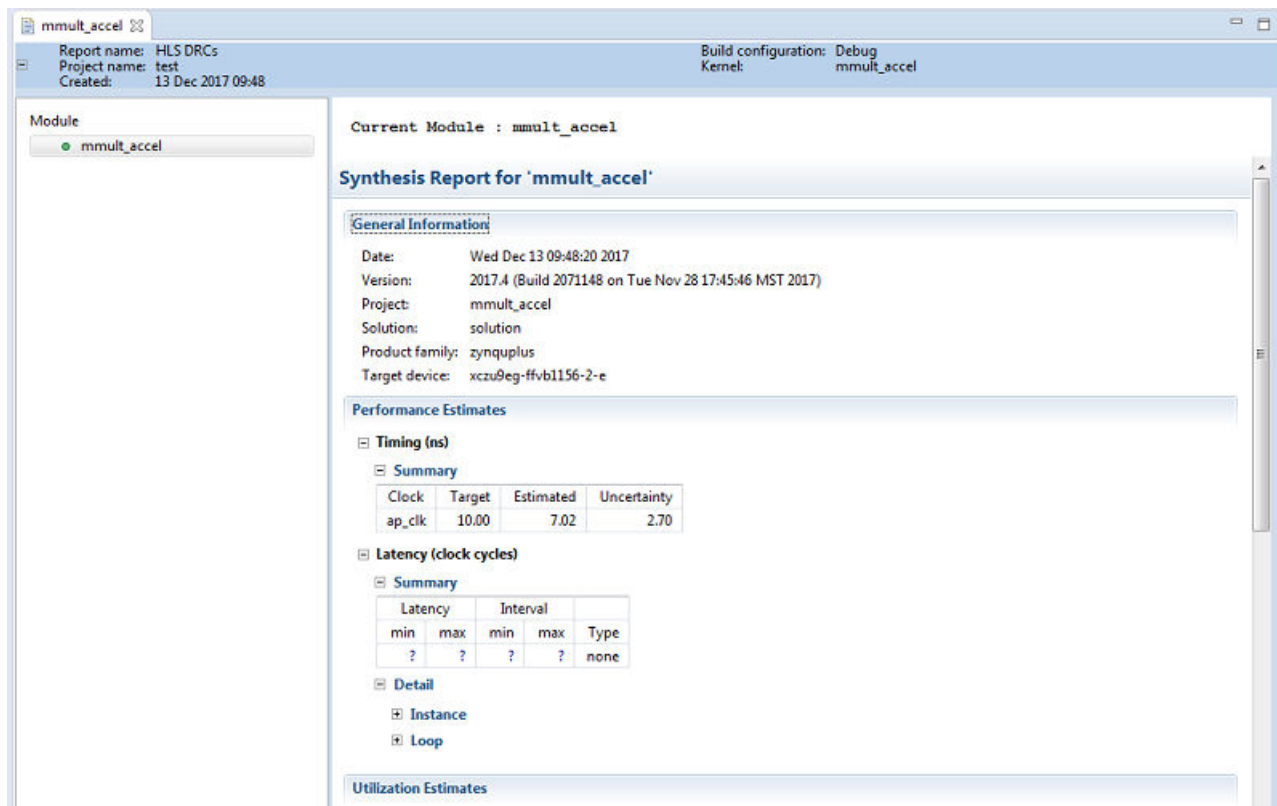 mmult_accel
Report name: HLS DRCs
Project name: test
Created: 13 Dec 2017 09:48
Build configuration: Debug
Kernel: mmult_accel
Module
mmult_accel
Current Module : mmult_accel
Synthesis Report for 'mmult_accel'
General Information
Date: Wed Dec 13 09:48:20 2017
Version: 2017.4 (Build 2071148 on Tue Nov 28 17:45:46 MST 2017)
Project: mmult_accel
Solution: solution
Product family: zynquplus
Target device: xczu9eg-ffvb1156-2-e
Performance Estimates
Timing (ns)
Summary
Clock Target Estimated Uncertainty
ap_clk 10.00 7.02 2.70
Latency (clock cycles)
Summary
Latency Interval
min max min max Type
? ? ? ? none
Detail
Instance
Loop
Utilization Estimates